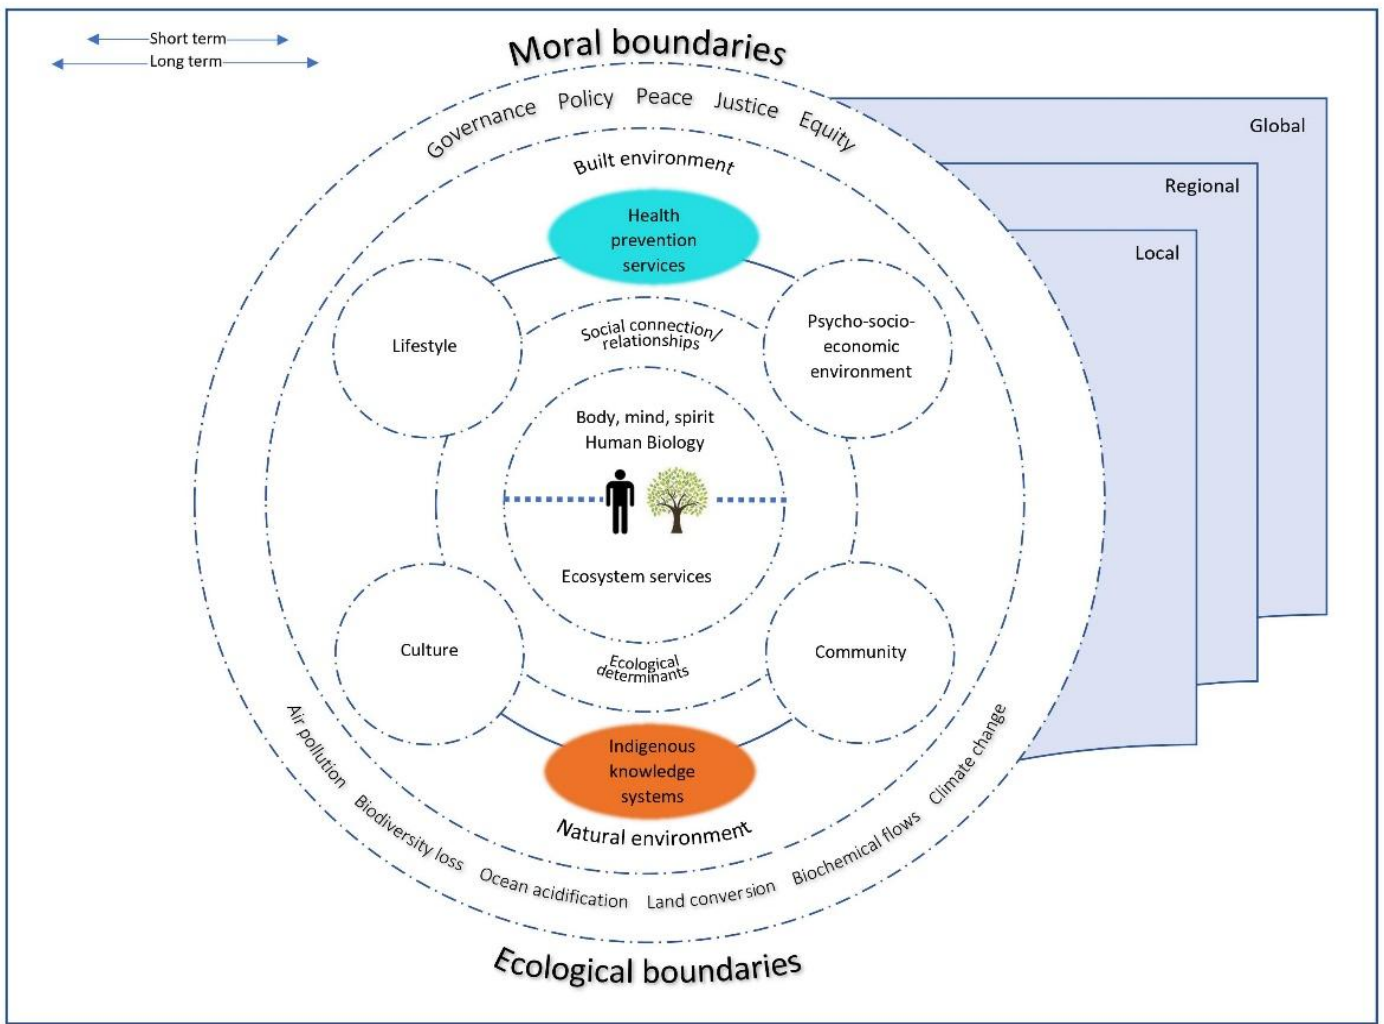 Short term
Long term
Moral boundaries
Governance Policy Peace Justice Equity
Global
Regional
Local
Built environment
Health
prevention
services
Lifestyle
Psycho-socio-
economic
environment
Social connection/
relationships
Body, mind, spirit
Human Biology
Ecosystem services
Culture
Community
Ecological
determinants
Indigenous
knowledge
systems
Natural environment
Air pollution
Biodiversity loss
Ocean acidification
Land conversion
Biochemical flows
Climate change
Ecological boundaries